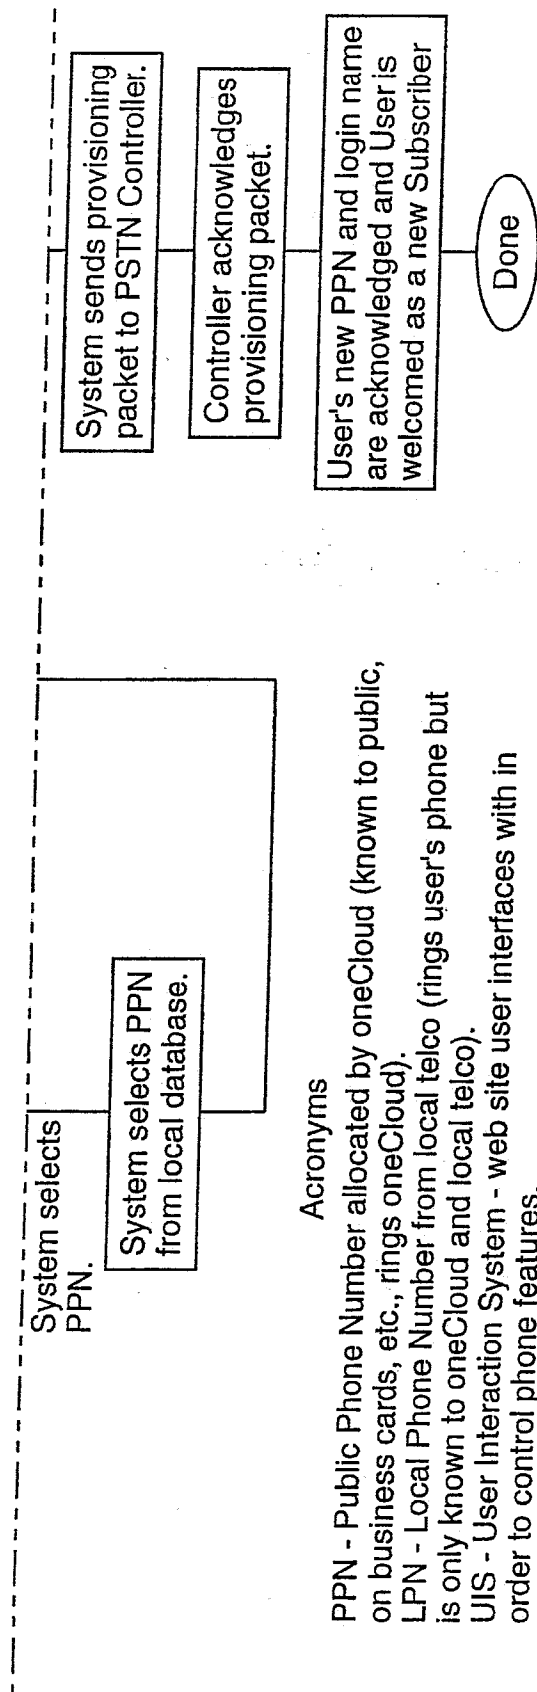 System selects
PPN.
System selects PPN
from local database.
System sends provisioning
packet to PSTN Controller.
Controller acknowledges
provisioning packet.
User's new PPN and login name
are acknowledged and User is
welcomed as a new Subscriber
Done
Acronyms
PPN - Public Phone Number allocated by oneCloud (known to public,
on business cards, etc., rings oneCloud).
LPN - Local Phone Number from local telco (rings user's phone but
is only known to oneCloud and local telco).
UIS - User Interaction System - web site user interfaces with in
order to control phone features.